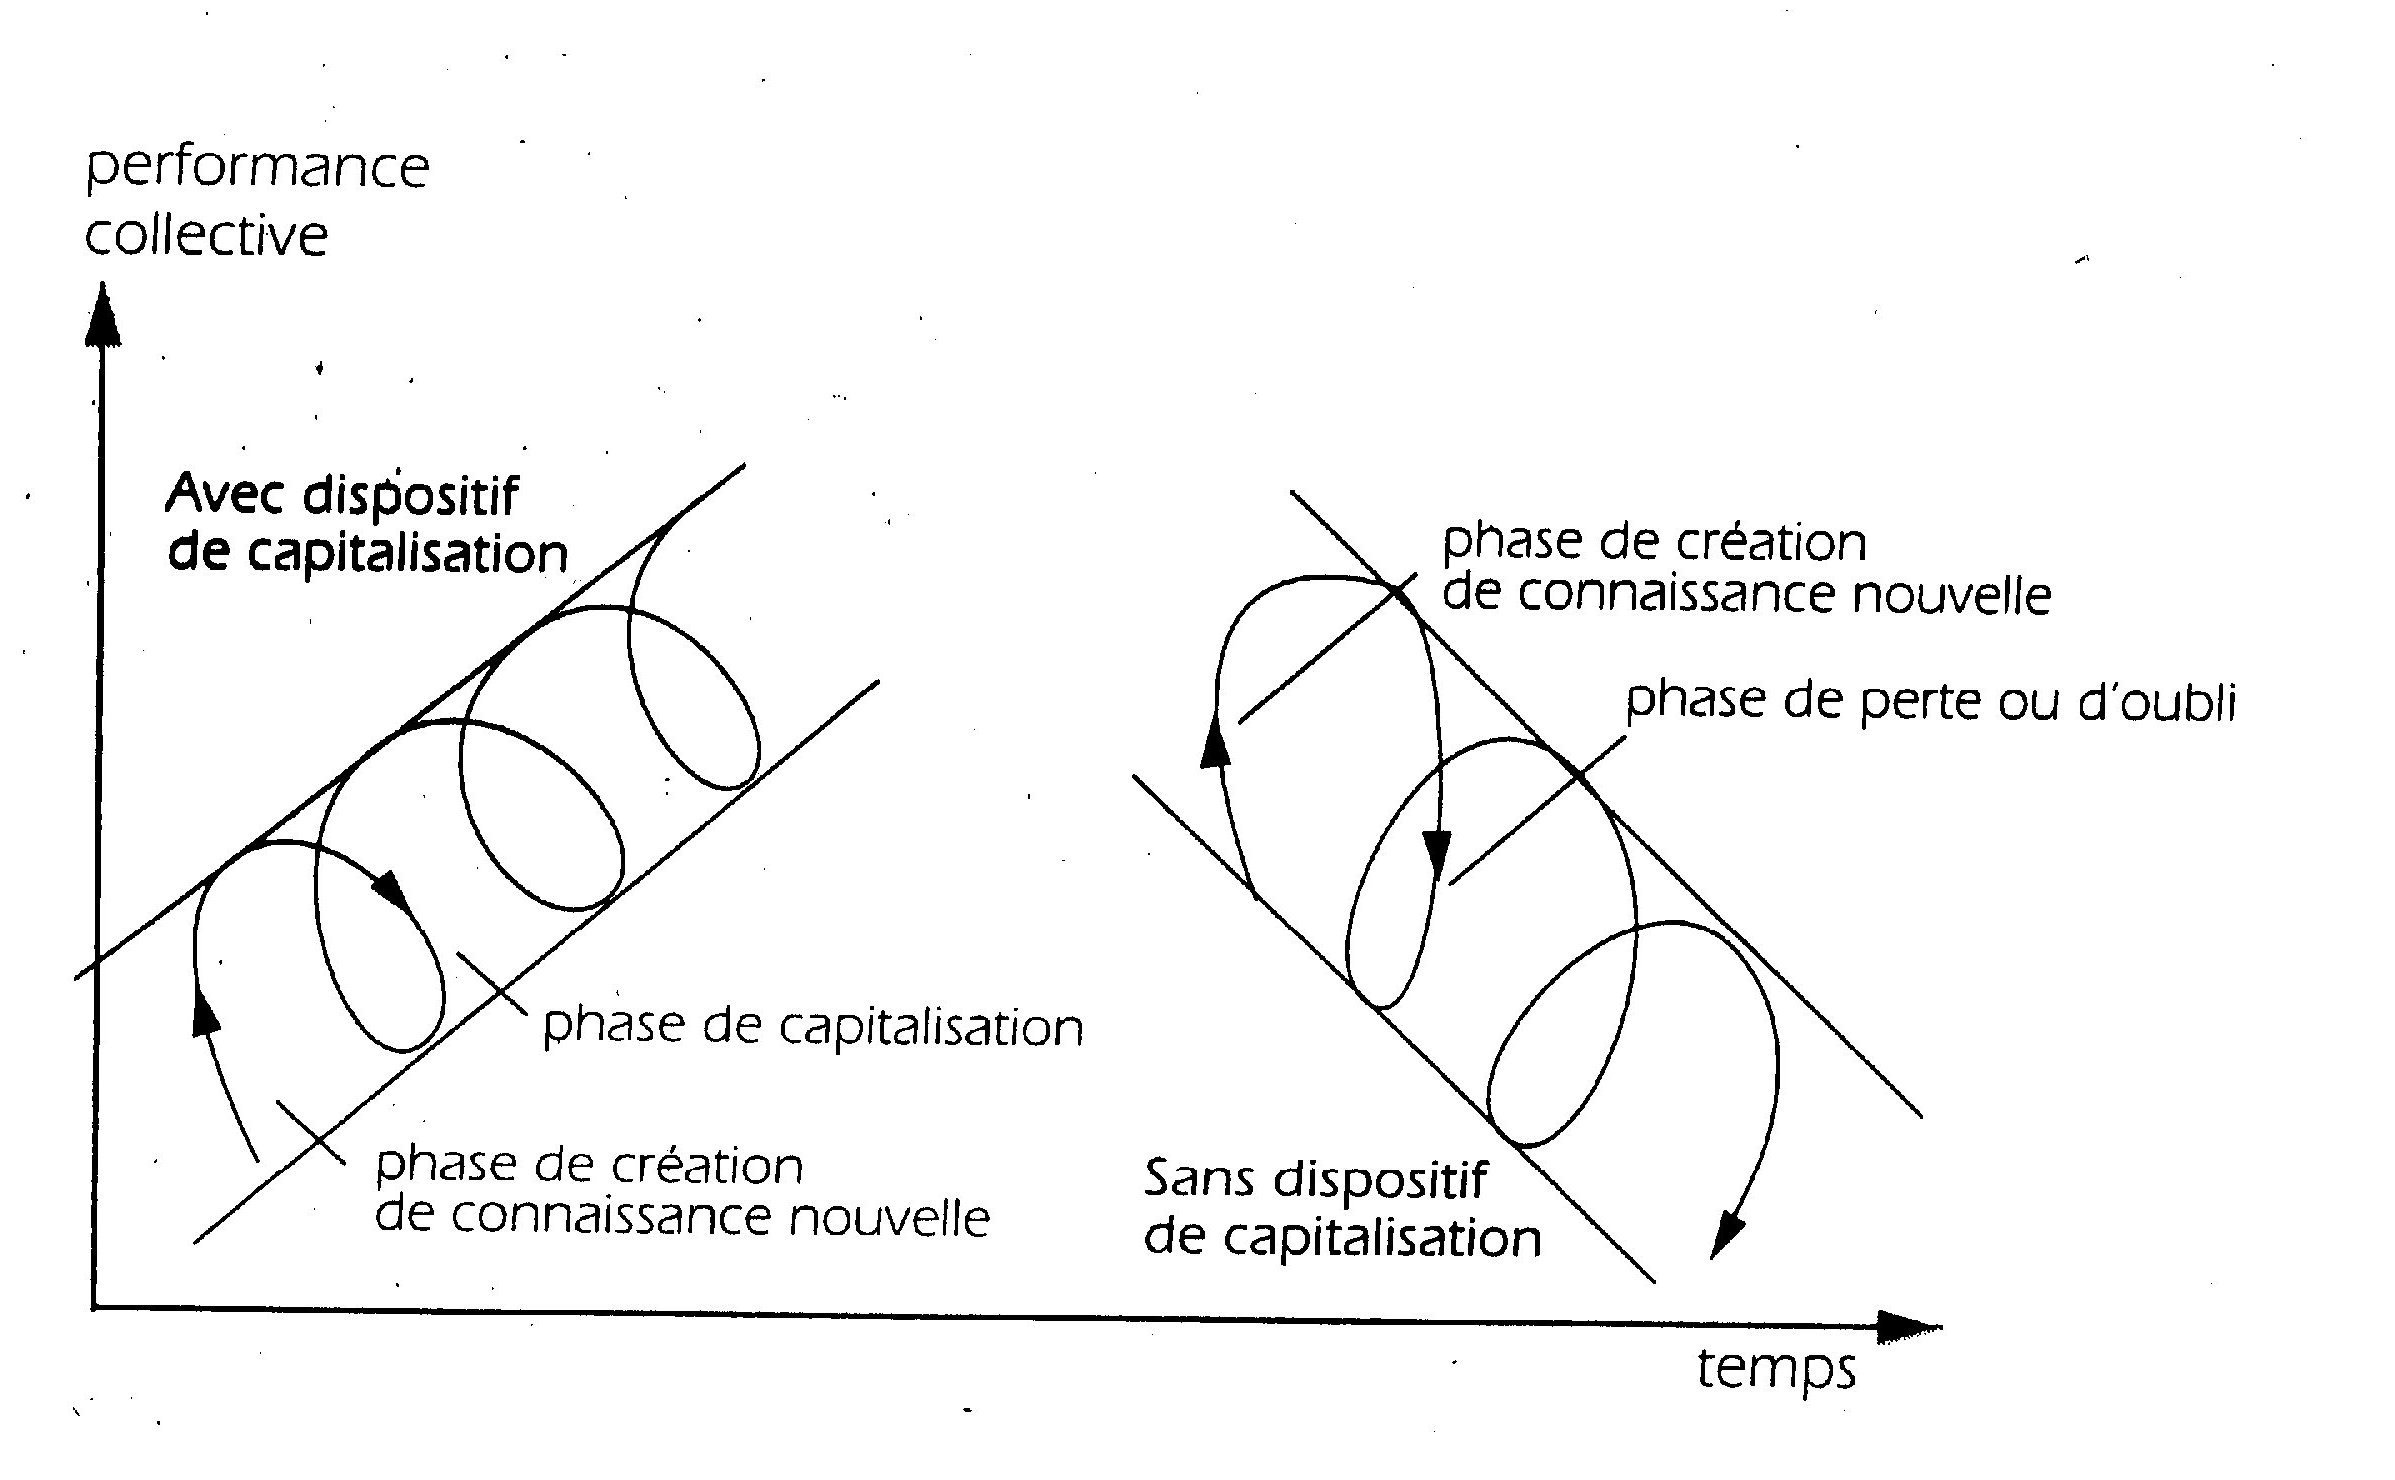 performance
collective
Avec dispositif
de capitalisation
phase de capitalisation
phase de création
de connaissance nouvelle
phase de création
de connaissance nouvelle
phase de perte ou d'oubli
Sans dispositif
de capitalisation
temps